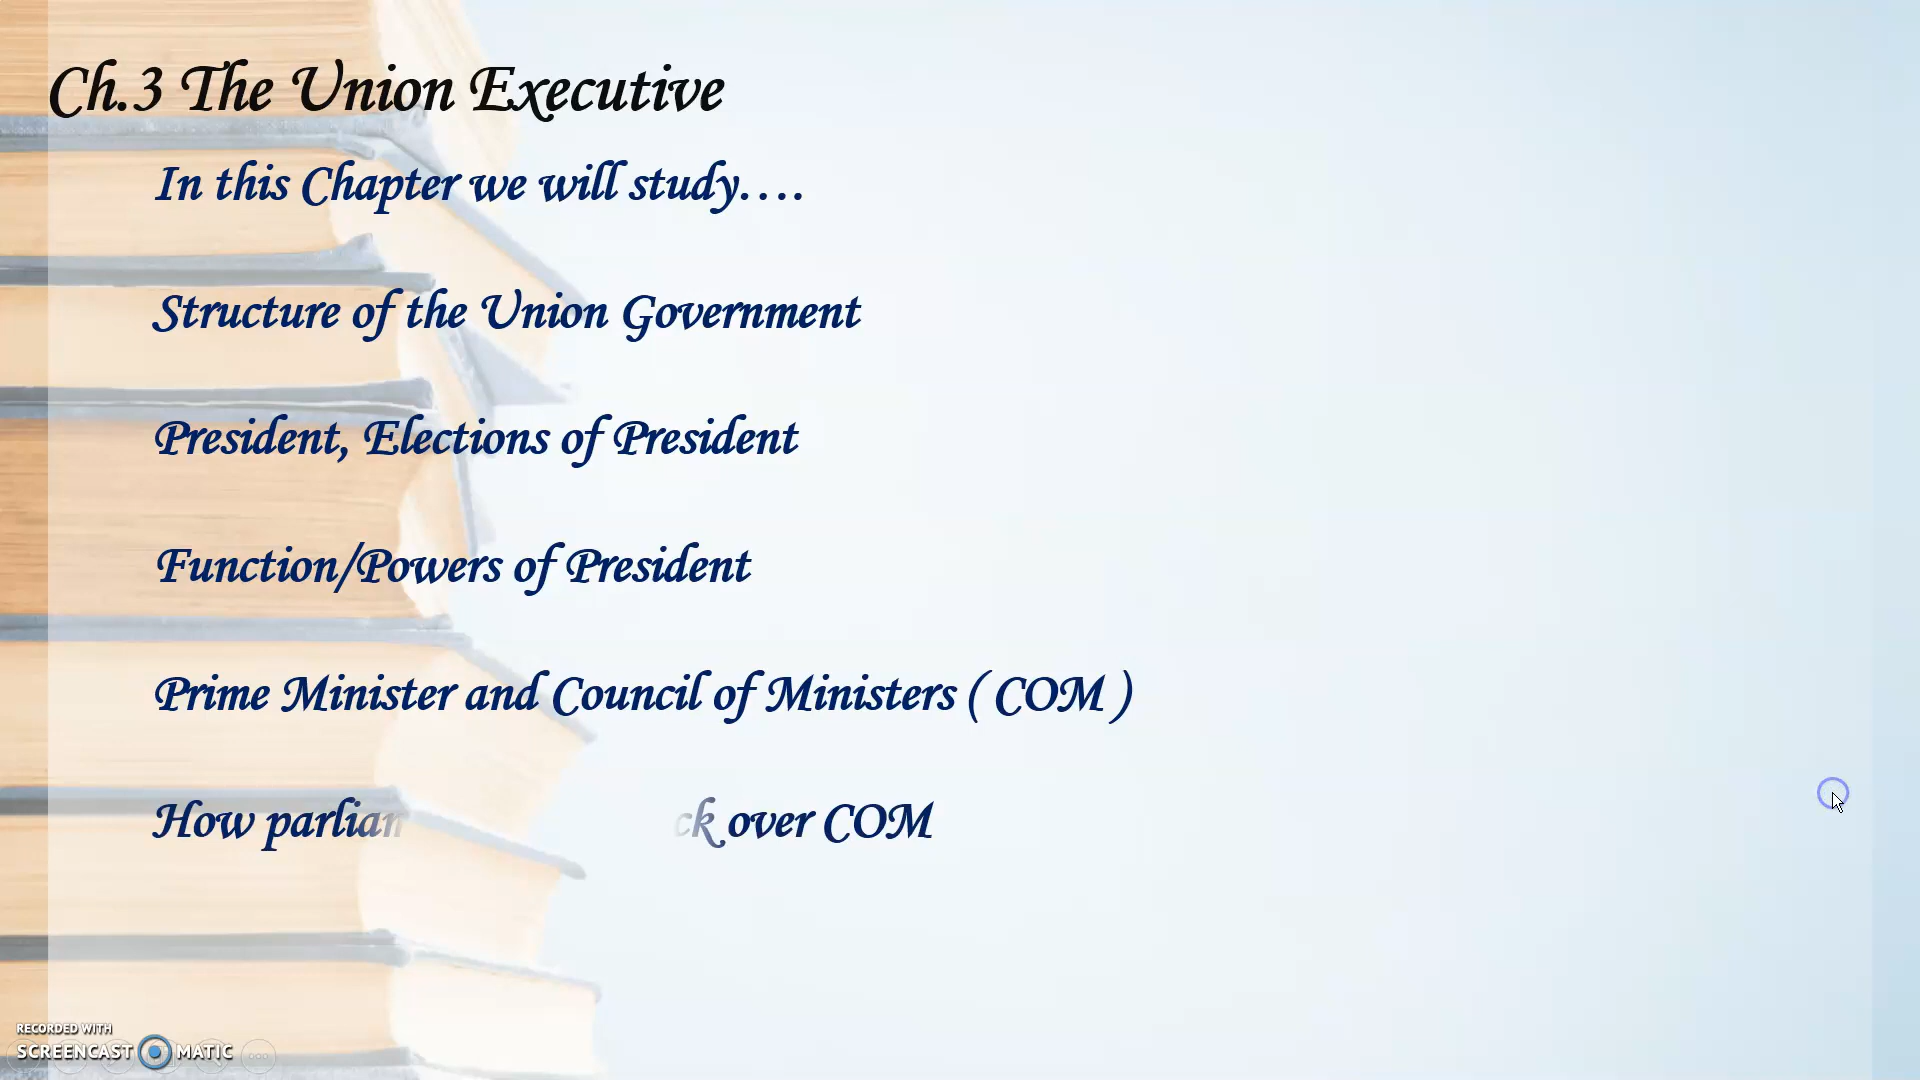 Ch.3 The Union Executive
In this Chapter we will study....
Structure of the Union Government
President, Elections of President
Function/Powers of President
Prime Minister and Council of Ministers ( COM )
How over COM
RECORDED WITH
SCREENCAST MATIC